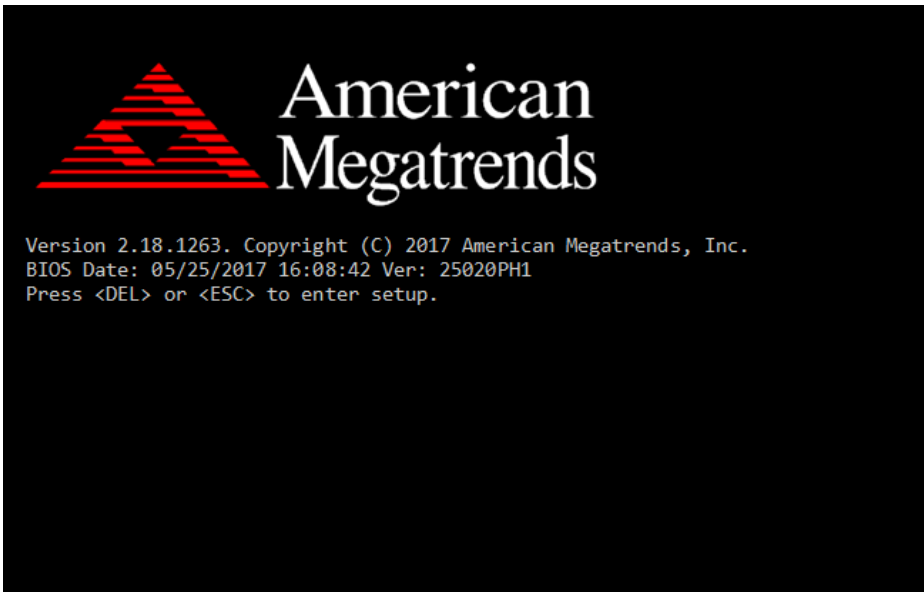 American
Megatrends
Version 2.18.1263. Copyright (C) 2017 American Megatrends, Inc.
BIOS Date: 05/25/2017 16:08:42 Ver: 25020PH1
Press <DEL> or <ESC> to enter setup.